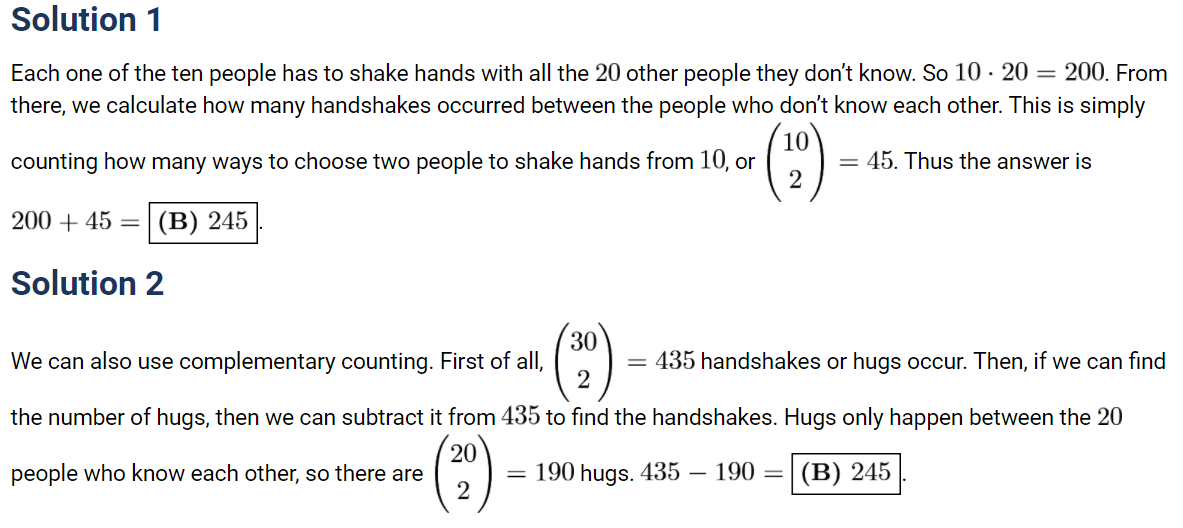 Solution 1
Each one of the ten people has to shake hands with all the 20 other people they don't know. So 10 · 20 = 200. From
there, we calculate how many handshakes occurred between the people who don't know each other. This is simply
counting how many ways to choose two people to shake hands from 10, or \binom{10}{2} = 45. Thus the answer is
200 + 45 = (B) 245.
Solution 2
We can also use complementary counting. First of all, \binom{30}{2} = 435 handshakes or hugs occur. Then, if we can find
the number of hugs, then we can subtract it from 435 to find the handshakes. Hugs only happen between the 20
people who know each other, so there are \binom{20}{2} = 190 hugs. 435 − 190 = (B) 245.